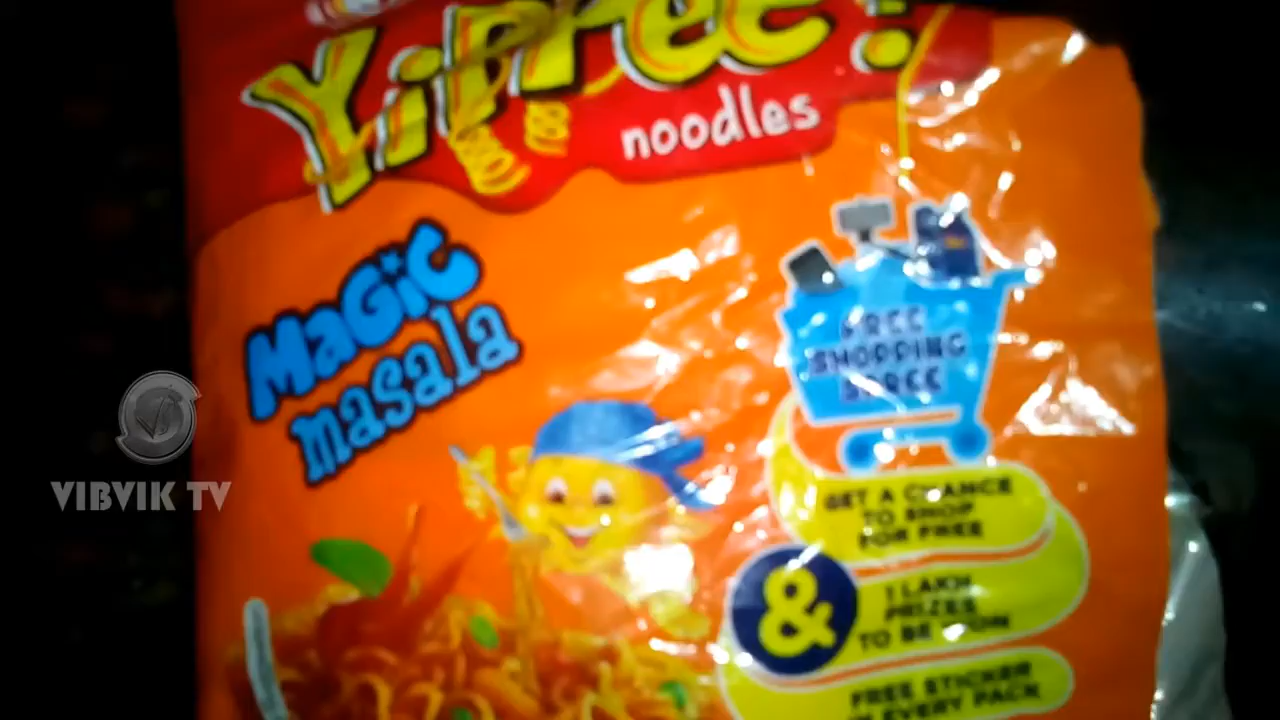 YiPPee!
noodles
MaGiC
masala
FREE
SHOPPING
SPREE
GET A CHANCE
TO SHOP
FOR FREE
&
1 LAKH
PRIZES
TO BE WON
FREE STICKER
IN EVERY PACK
VIBVIK TV